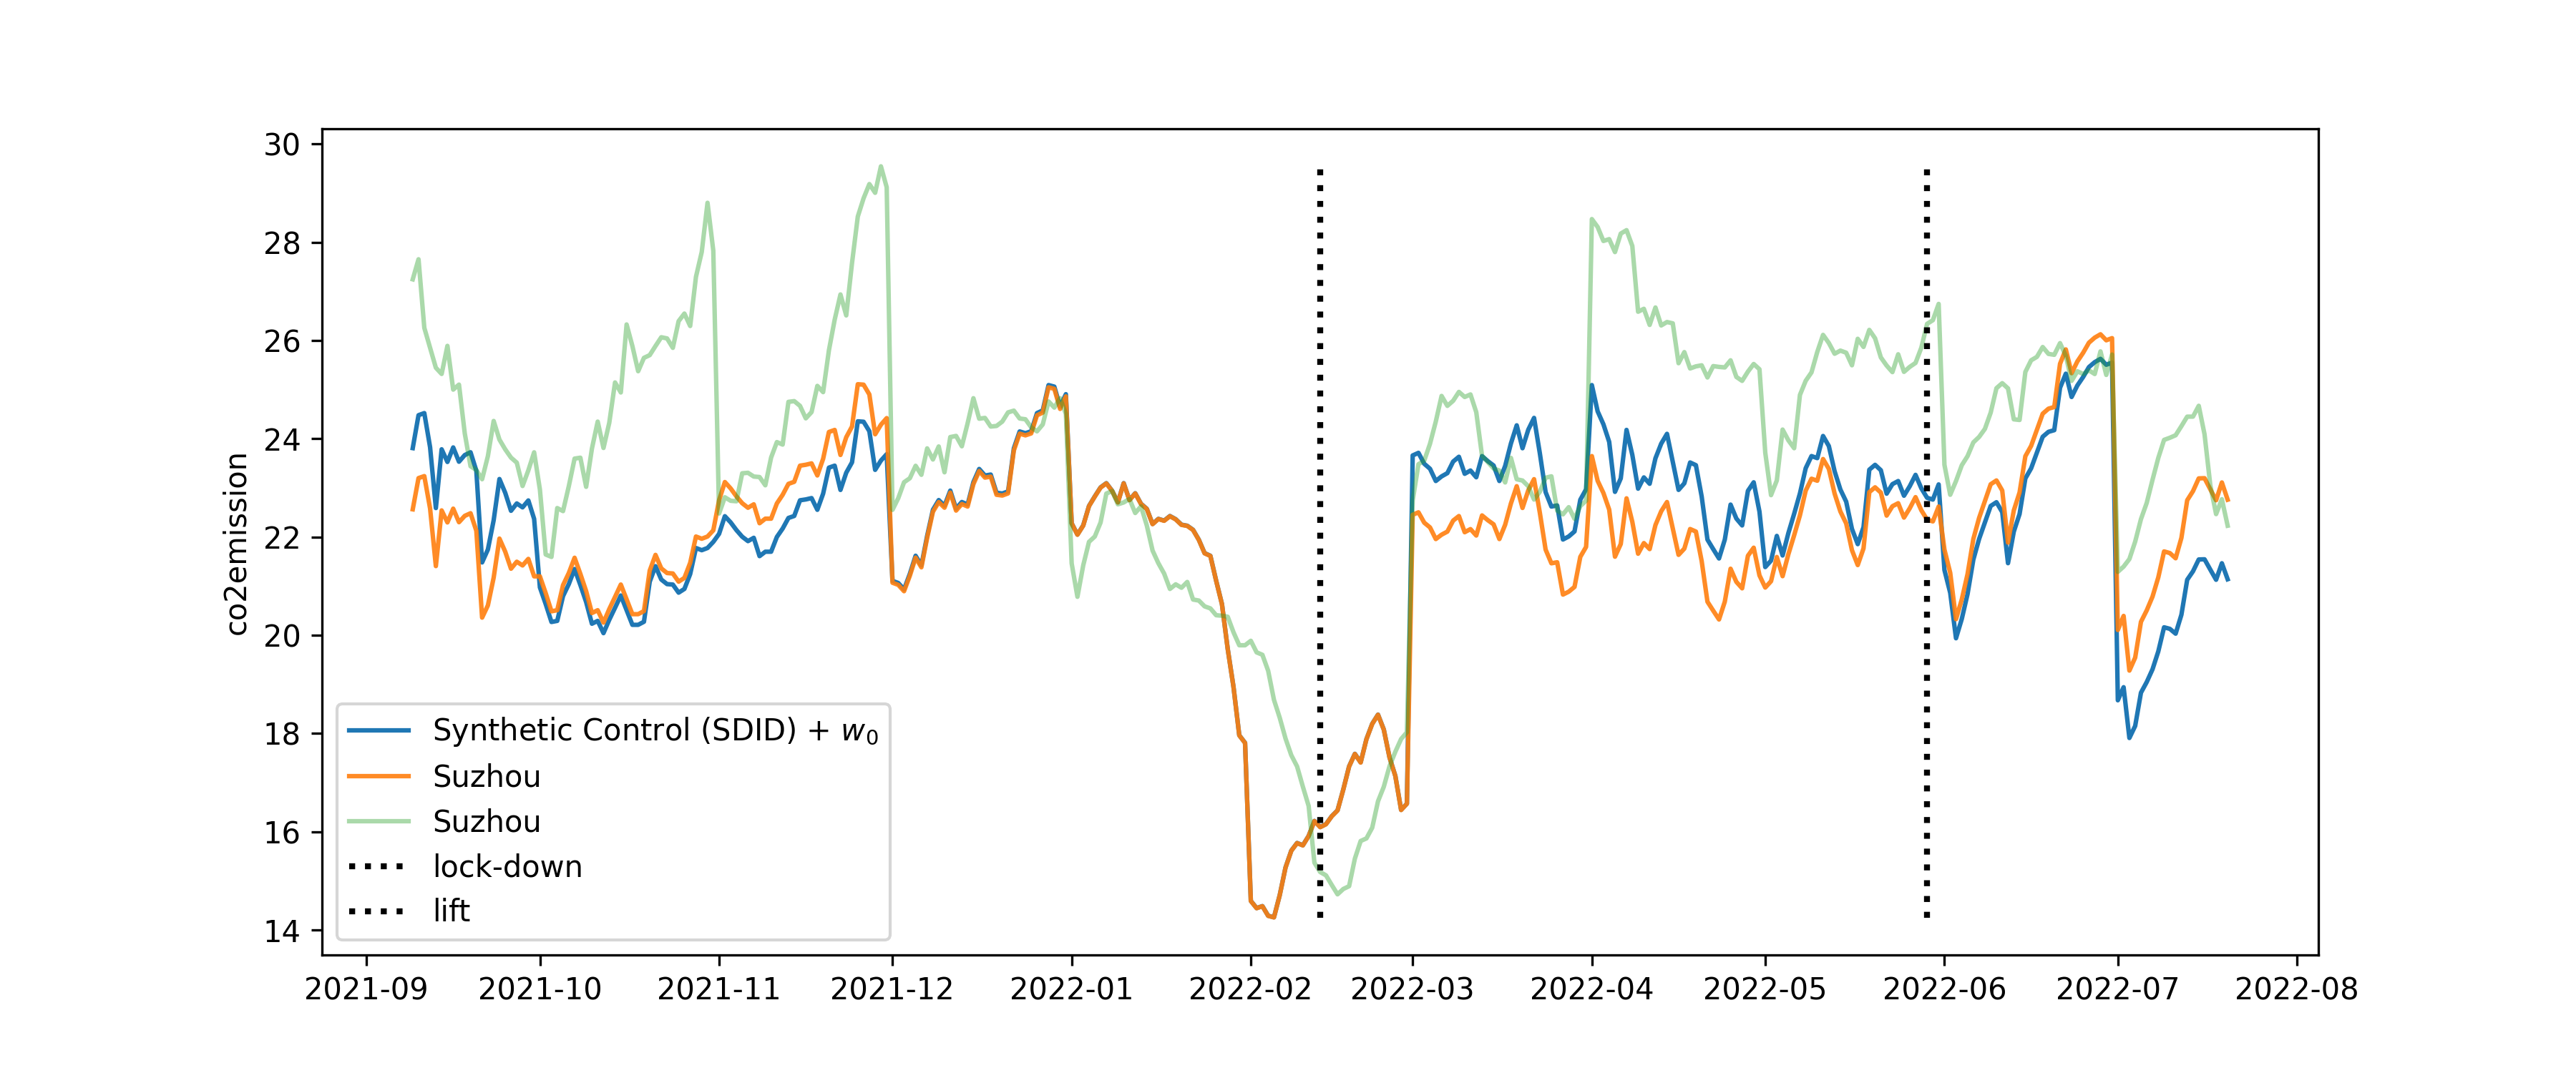 co2emission
30
28
26
24
22
20
18
16
14
Synthetic Control (SDID) + w₀
Suzhou
Suzhou
lock-down
lift
2021-09 2021-10 2021-11 2021-12 2022-01 2022-02 2022-03 2022-04 2022-05 2022-06 2022-07 2022-08